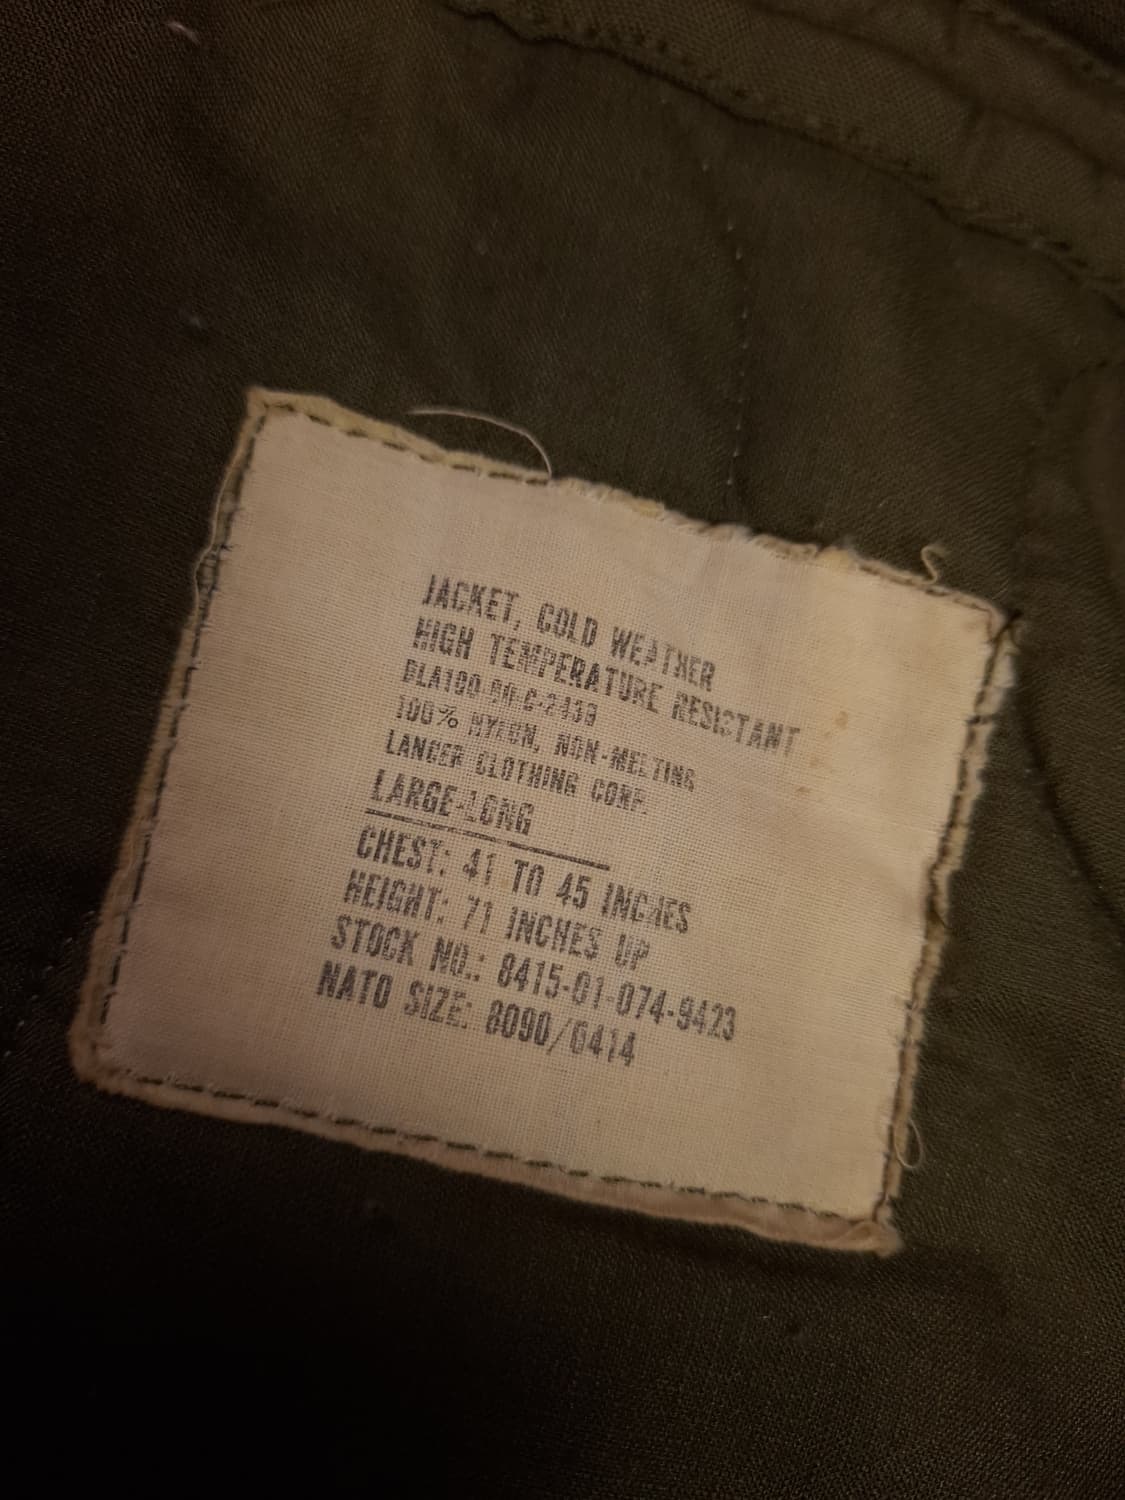 JACKET, COLD WEATHER
HIGH TEMPERATURE RESISTANT
DLA100-80-C-2439
100% NYLON, NON-MELTING
LANCER CLOTHING CORP.
LARGE-LONG
CHEST: 41 TO 45 INCHES
HEIGHT: 71 INCHES UP
STOCK NO.: 8415-01-074-9423
NATO SIZE: 8090/0414